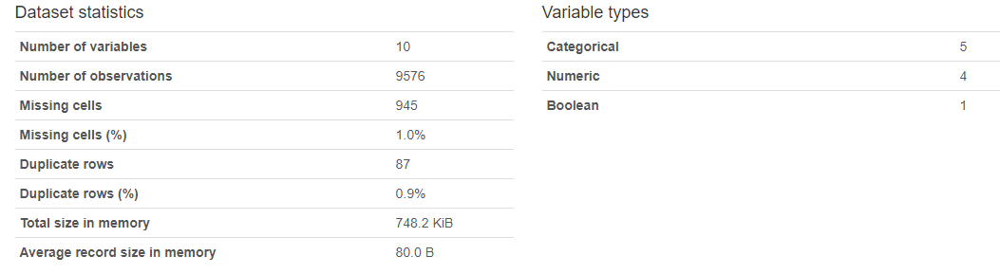 Dataset statistics
Number of variables 10
Number of observations 9576
Missing cells 945
Missing cells (%) 1.0%
Duplicate rows 87
Duplicate rows (%) 0.9%
Total size in memory 748.2 KiB
Average record size in memory 80.0 B
Variable types
Categorical 5
Numeric 4
Boolean 1